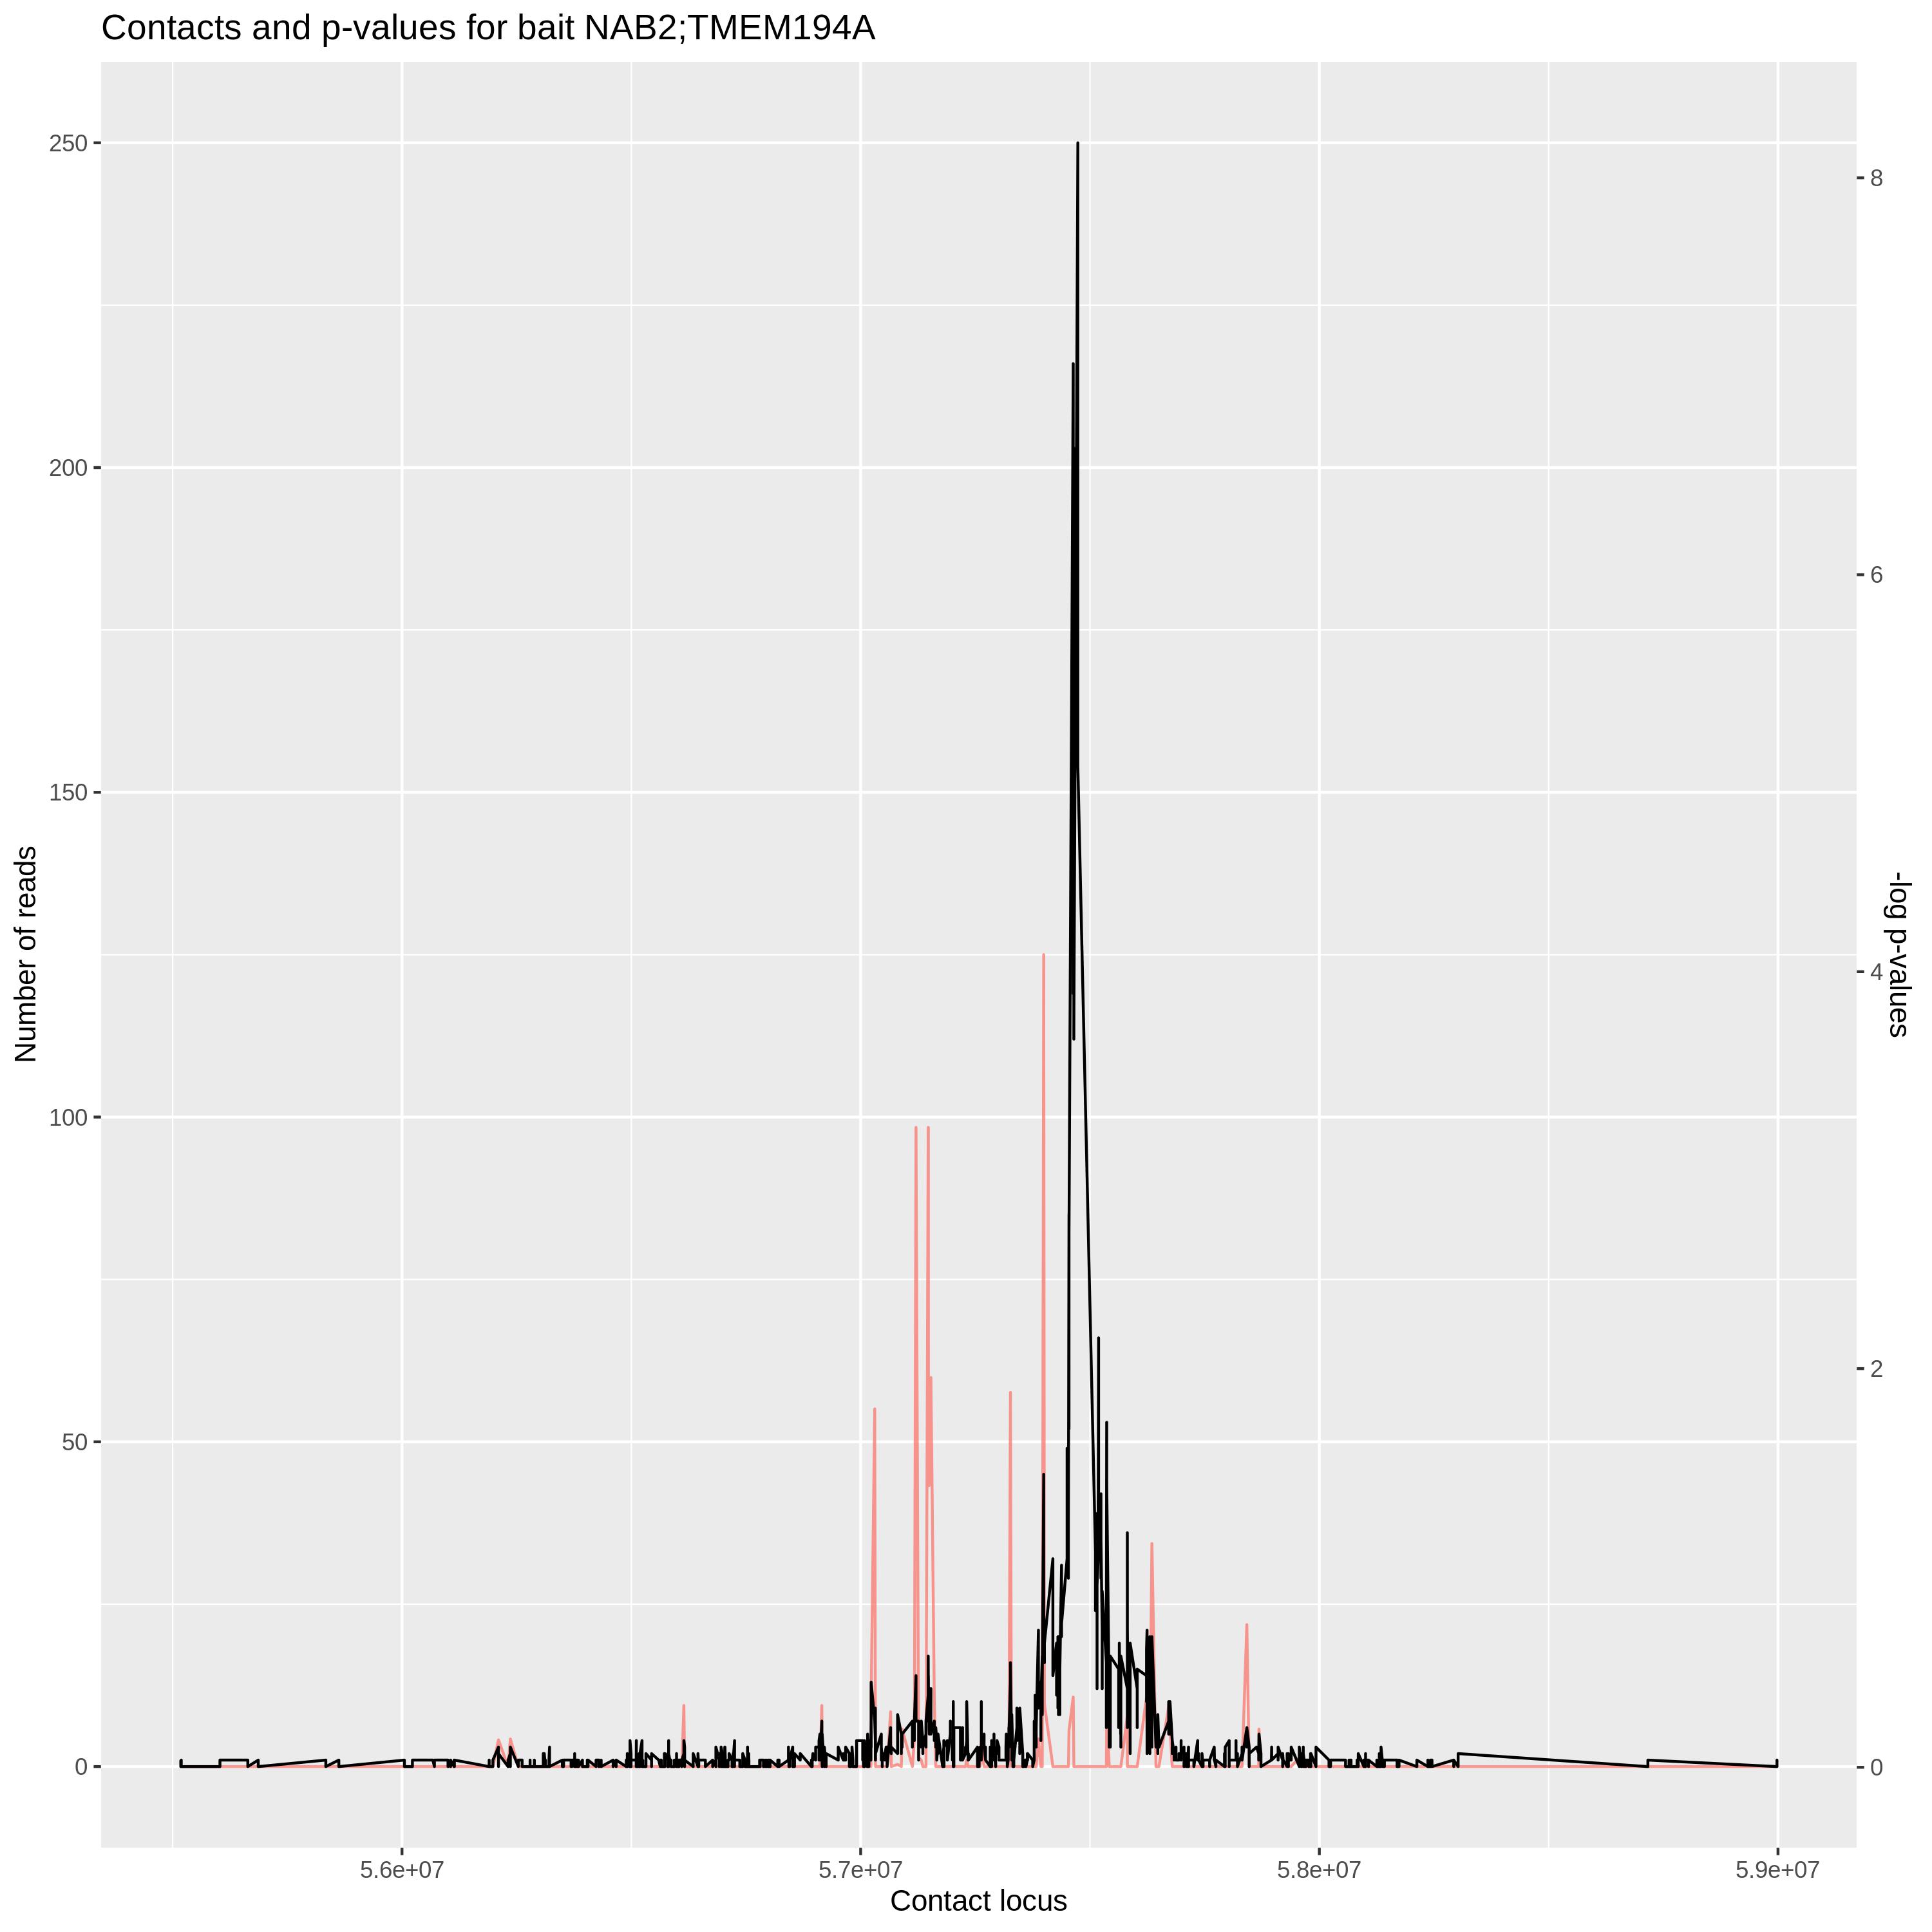 Contacts and p-values for bait NAB2;TMEM194A
250
200
150
100
50
0
Number of reads
8
6
4
2
0
-log p-values
5.6e+07
5.7e+07
5.8e+07
5.9e+07
Contact locus